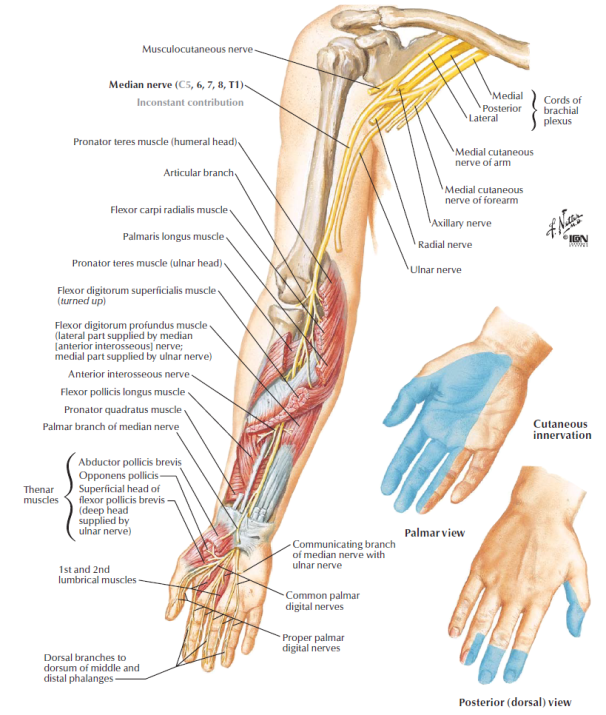 Musculocutaneous nerve
Median nerve (C5, 6, 7, 8, T1)
Inconstant contribution
Pronator teres muscle (humeral head)
Articular branch
Flexor carpi radialis muscle
Palmaris longus muscle
Pronator teres muscle (ulnar head)
Flexor digitorum superficialis muscle
(turned up)
Flexor digitorum profundus muscle
(lateral part supplied by median
[anterior interosseous] nerve;
medial part supplied by ulnar nerve)
Anterior interosseous nerve
Flexor pollicis longus muscle
Pronator quadratus muscle
Palmar branch of median nerve
Thenar
muscles
Abductor pollicis brevis
Opponens pollicis
Superficial head of
flexor pollicis brevis
(deep head
supplied by
ulnar nerve)
1st and 2nd
lumbrical muscles
Dorsal branches to
dorsum of middle and
distal phalanges
Medial
Posterior
Lateral
Cords of
brachial
plexus
Medial cutaneous
nerve of arm
Medial cutaneous
nerve of forearm
Axillary nerve
Radial nerve
Ulnar nerve
F. Netter
M.D.
© ICON
Communicating branch
of median nerve with
ulnar nerve
Common palmar
digital nerves
Proper palmar
digital nerves
Cutaneous
innervation
Palmar view
Posterior (dorsal) view